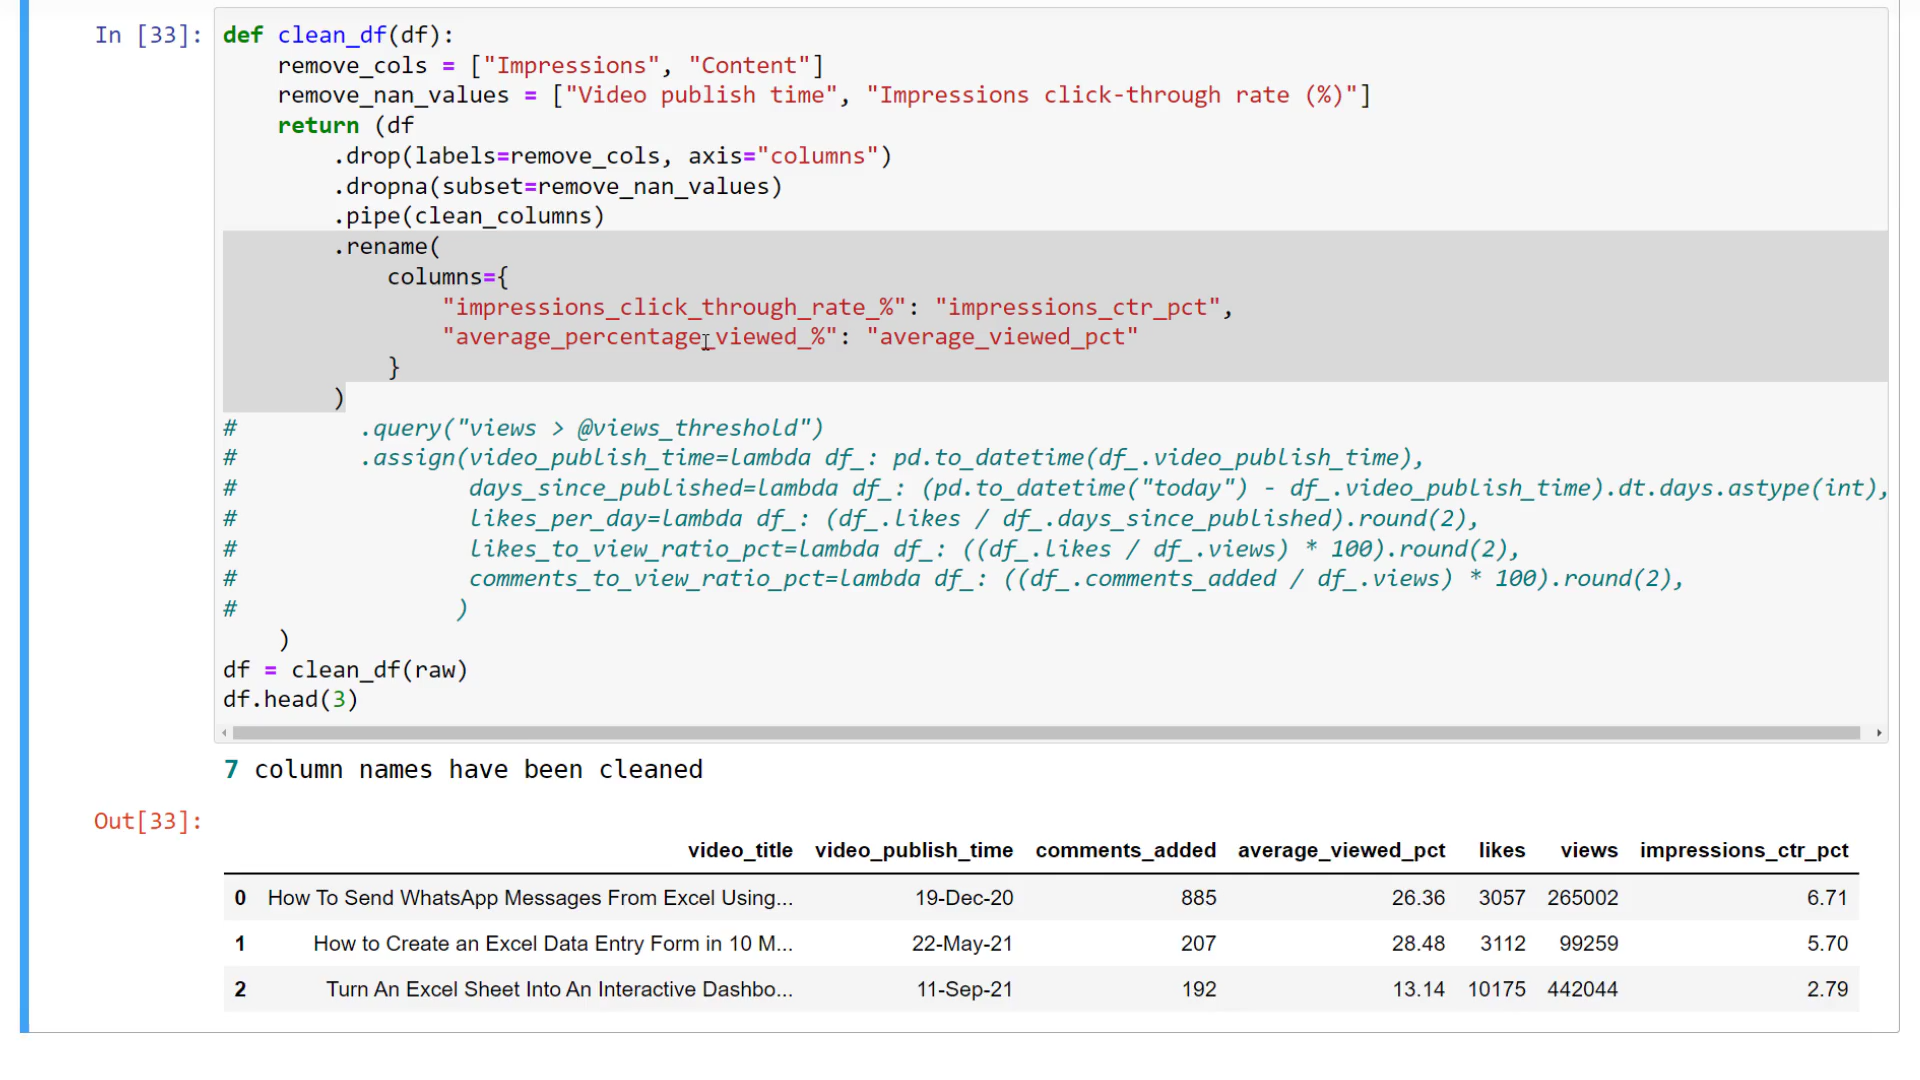 In [33]:
def clean_df(df):
    remove_cols = ["Impressions", "Content"]
    remove_nan_values = ["Video publish time", "Impressions click-through rate (%)"]
    return (df
        .drop(labels=remove_cols, axis="columns")
        .dropna(subset=remove_nan_values)
        .pipe(clean_columns)
        .rename(
            columns={
                "impressions_click_through_rate_%": "impressions_ctr_pct",
                "average_percentage_viewed_%": "average_viewed_pct"
            }
        )
#         .query("views > @views_threshold")
#         .assign(video_publish_time=lambda df_: pd.to_datetime(df_.video_publish_time),
#                 days_since_published=lambda df_: (pd.to_datetime("today") - df_.video_publish_time).dt.days.astype(int),
#                 likes_per_day=lambda df_: (df_.likes / df_.days_since_published).round(2),
#                 likes_to_view_ratio_pct=lambda df_: ((df_.likes / df_.views) * 100).round(2),
#                 comments_to_view_ratio_pct=lambda df_: ((df_.comments_added / df_.views) * 100).round(2),
#                )
    )
df = clean_df(raw)
df.head(3)
7 column names have been cleaned
Out[33]:
video_title video_publish_time comments_added average_viewed_pct likes views impressions_ctr_pct
0 How To Send WhatsApp Messages From Excel Using... 19-Dec-20 885 26.36 3057 265002 6.71
1 How to Create an Excel Data Entry Form in 10 M... 22-May-21 207 28.48 3112 99259 5.70
2 Turn An Excel Sheet Into An Interactive Dashbo... 11-Sep-21 192 13.14 10175 442044 2.79